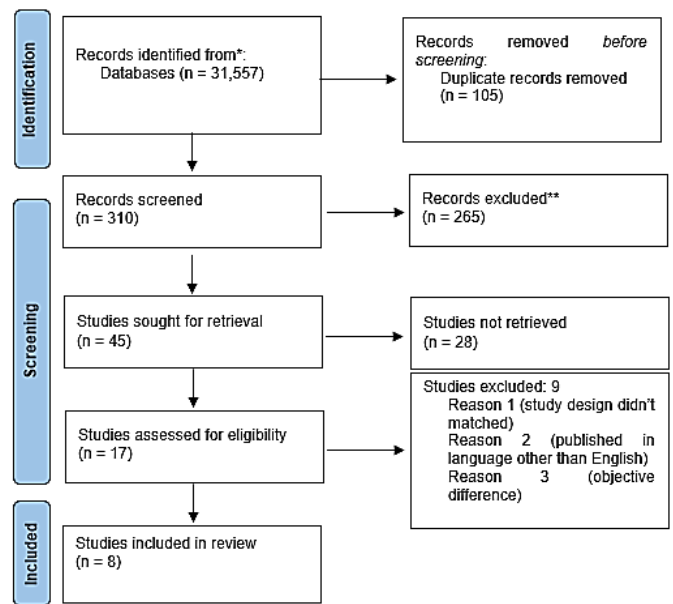 Identification
Records identified from*:
Databases (n = 31,557)
Records removed before
screening:
Duplicate records removed
(n = 105)
Screening
Records screened
(n = 310)
Records excluded**
(n = 265)
Studies sought for retrieval
(n = 45)
Studies not retrieved
(n = 28)
Studies assessed for eligibility
(n = 17)
Studies excluded: 9
Reason 1 (study design didn't
matched)
Reason 2 (published in
language other than English)
Reason 3 (objective
difference)
Included
Studies included in review
(n = 8)